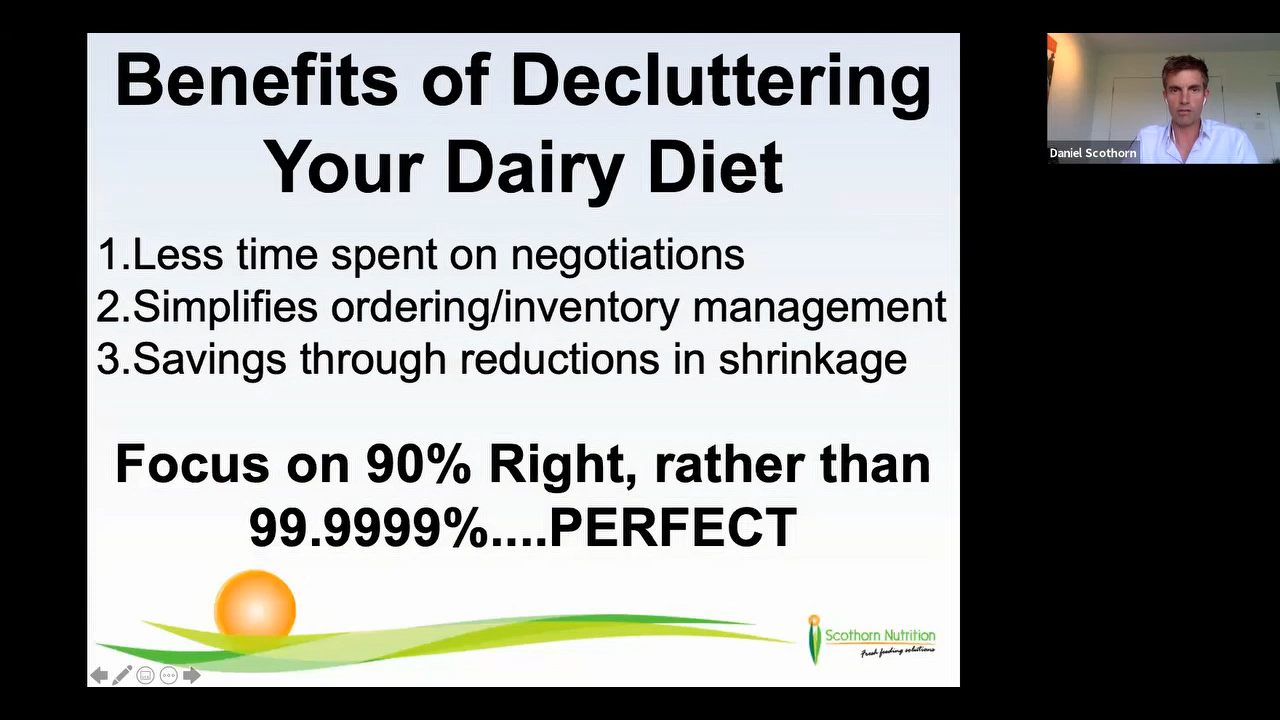 Benefits of Decluttering
Your Dairy Diet
1.Less time spent on negotiations
2.Simplifies ordering/inventory management
3.Savings through reductions in shrinkage
Focus on 90% Right, rather than
99.9999%....PERFECT
Scothorn Nutrition
Fresh feeding solutions
Daniel Scothorn